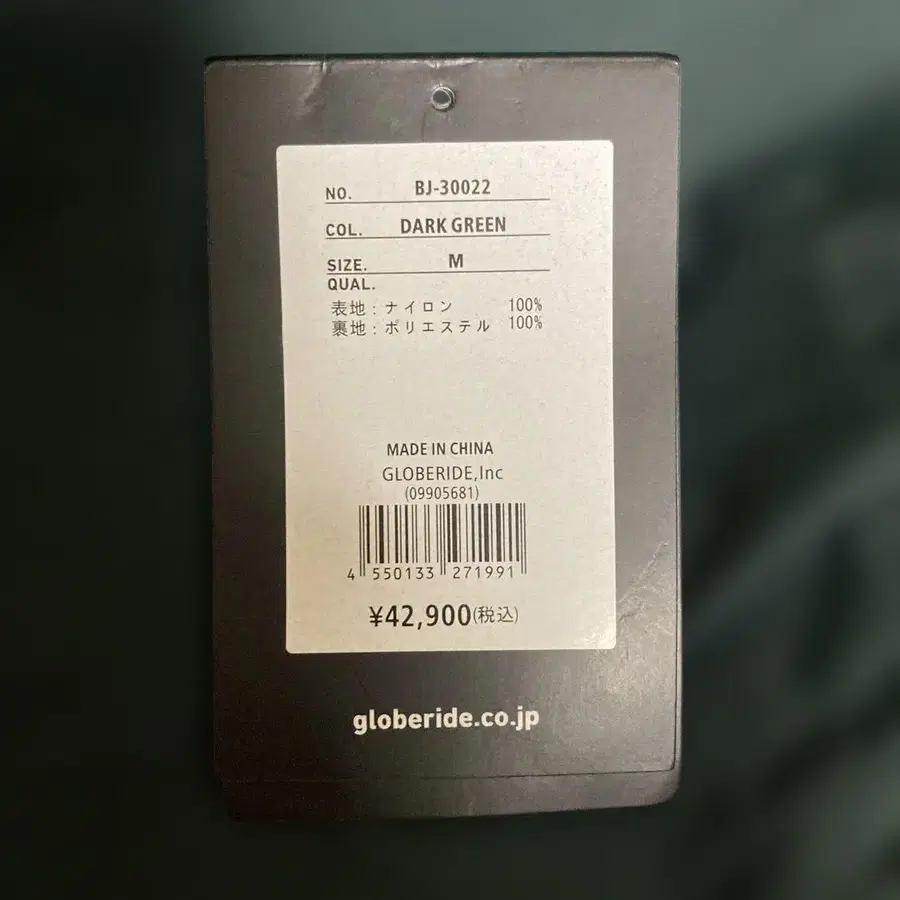 NO. BJ-30022
COL. DARK GREEN
SIZE. M
QUAL.
表地:ナイロン 100%
裏地:ポリエステル 100%
MADE IN CHINA
GLOBERIDE,Inc
(09905681)
4 550133 271991
¥42,900(税込)
globeride.co.jp